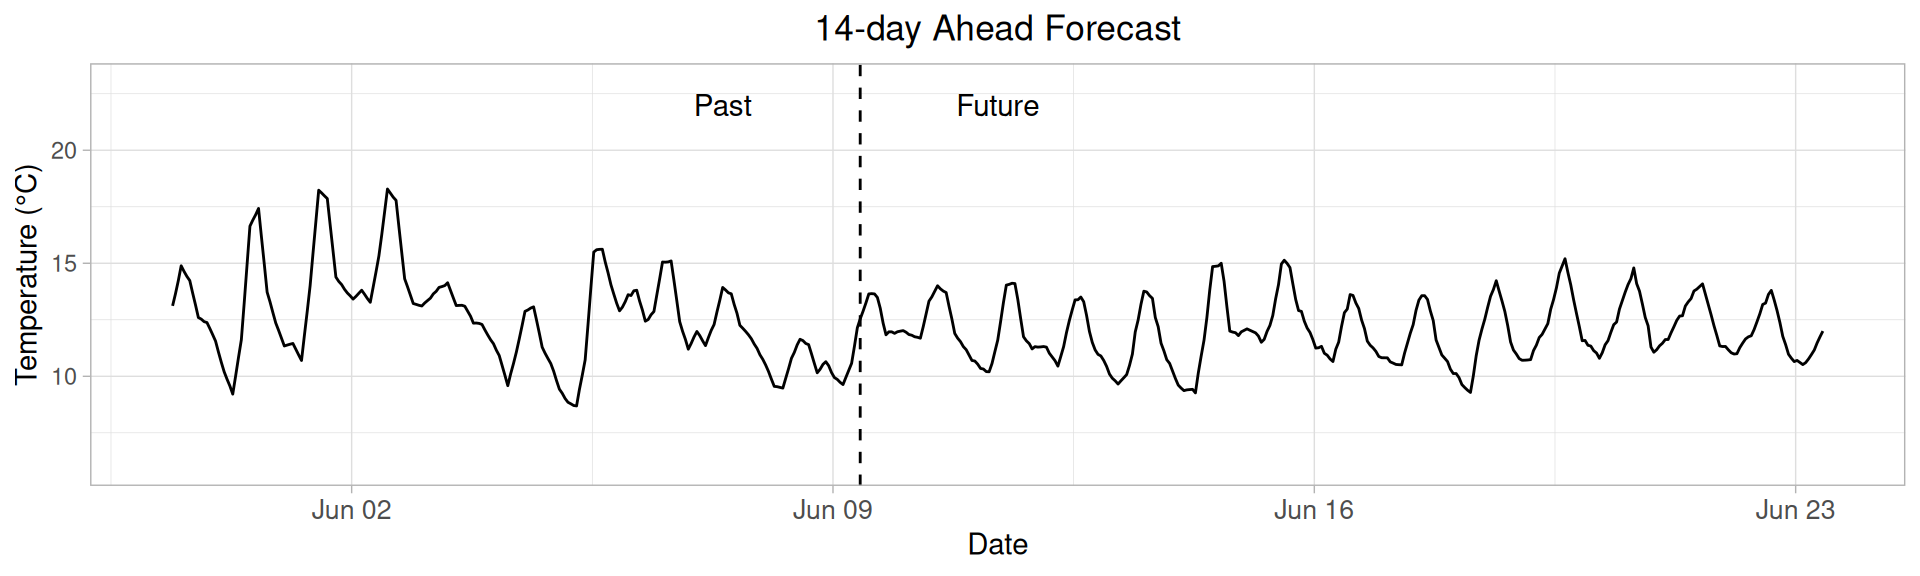 14-day Ahead Forecast
Past
Future
Temperature (°C)
20
15
10
Jun 02
Jun 09
Jun 16
Jun 23
Date